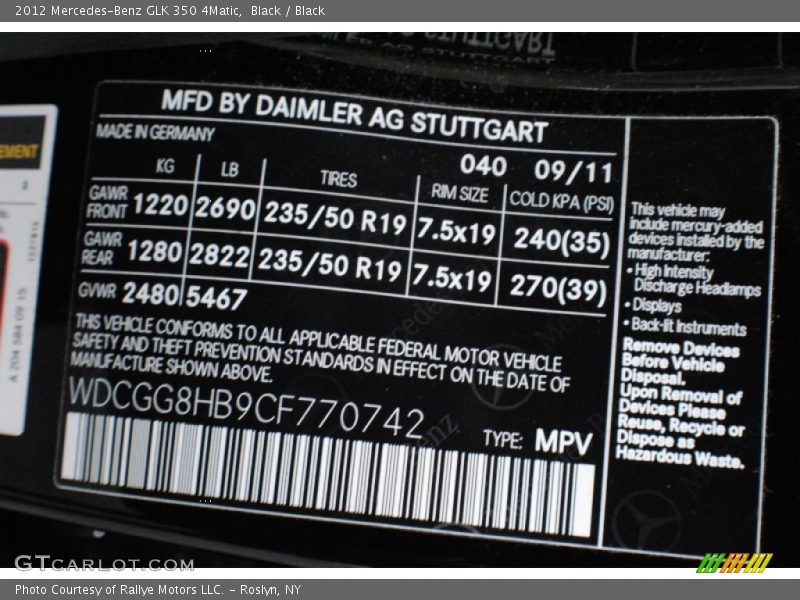 2012 Mercedes-Benz GLK 350 4Matic,  Black / Black
MFD BY DAIMLER AG STUTTGART
MADE IN GERMANY
040 09/11
KG LB TIRES RIM SIZE COLD KPA (PSI)
GAWR FRONT 1220 2690 235/50 R19 7.5x19 240(35)
GAWR REAR 1280 2822 235/50 R19 7.5x19 270(39)
GVWR 2480 5467
THIS VEHICLE CONFORMS TO ALL APPLICABLE FEDERAL MOTOR VEHICLE
SAFETY AND THEFT PREVENTION STANDARDS IN EFFECT ON THE DATE OF
MANUFACTURE SHOWN ABOVE.
WDCGG8HB9CF770742
TYPE: MPV
This vehicle may
include mercury-added
devices installed by the
manufacturer:
• High Intensity
Discharge Headlamps
• Displays
• Back-lit Instruments
Remove Devices
Before Vehicle
Disposal.
Upon Removal of
Devices Please
Reuse, Recycle or
Dispose as
Hazardous Waste.
A 204 584 09 15
GTCARLOT.COM
Photo Courtesy of Rallye Motors LLC. - Roslyn, NY